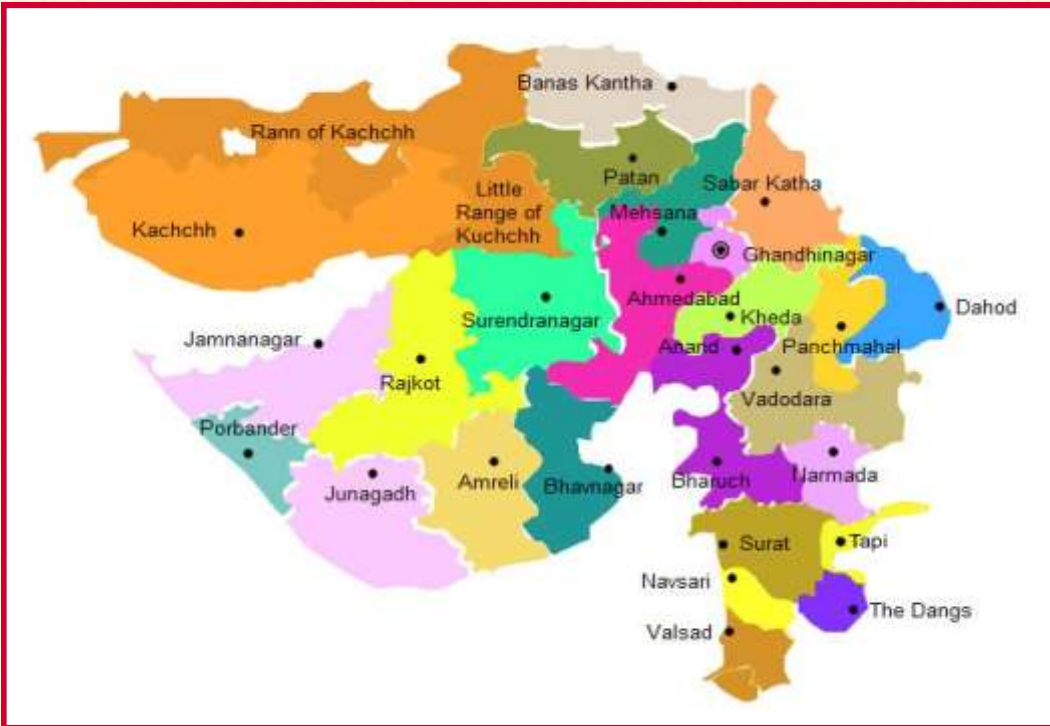 Banas Kantha
Rann of Kachchh
Patan
Sabar Katha
Little
Range of
Kuchchh
Mehsana
Kachchh
Ghandhinagar
Ahmedabad
Dahod
Surendranagar
Kheda
Jamnanagar
Anand
Panchmahal
Rajkot
Vadodara
Porbander
Junagadh
Amreli
Bhavnagar
Bharuch
Narmada
Surat
Tapi
Navsari
The Dangs
Valsad